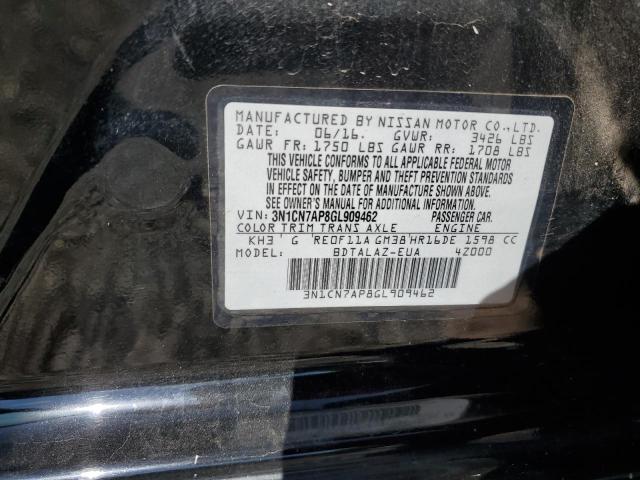 MANUFACTURED BY NISSAN MOTOR CO., LTD.
DATE: 06/16. GVWR: 3426 LBS
GAWR FR: 1750 LBS GAWR RR: 1708 LBS
THIS VEHICLE CONFORMS TO ALL APPLICABLE FEDERAL MOTOR
VEHICLE SAFETY, BUMPER AND THEFT PREVENTION STANDARDS
IN EFFECT ON THE DATE OF MANUFACTURE SHOWN ABOVE.
SEE OWNER'S MANUAL FOR ADDITIONAL INFORMATION.
VIN: 3N1CN7AP8GL909462 PASSENGER CAR.
COLOR TRIM TRANS AXLE ENGINE
KH3 G RE0F11A GM38 HR16DE 1598 CC
MODEL: BDTALAZ-EUA 4Z000
3N1CN7AP8GL909462